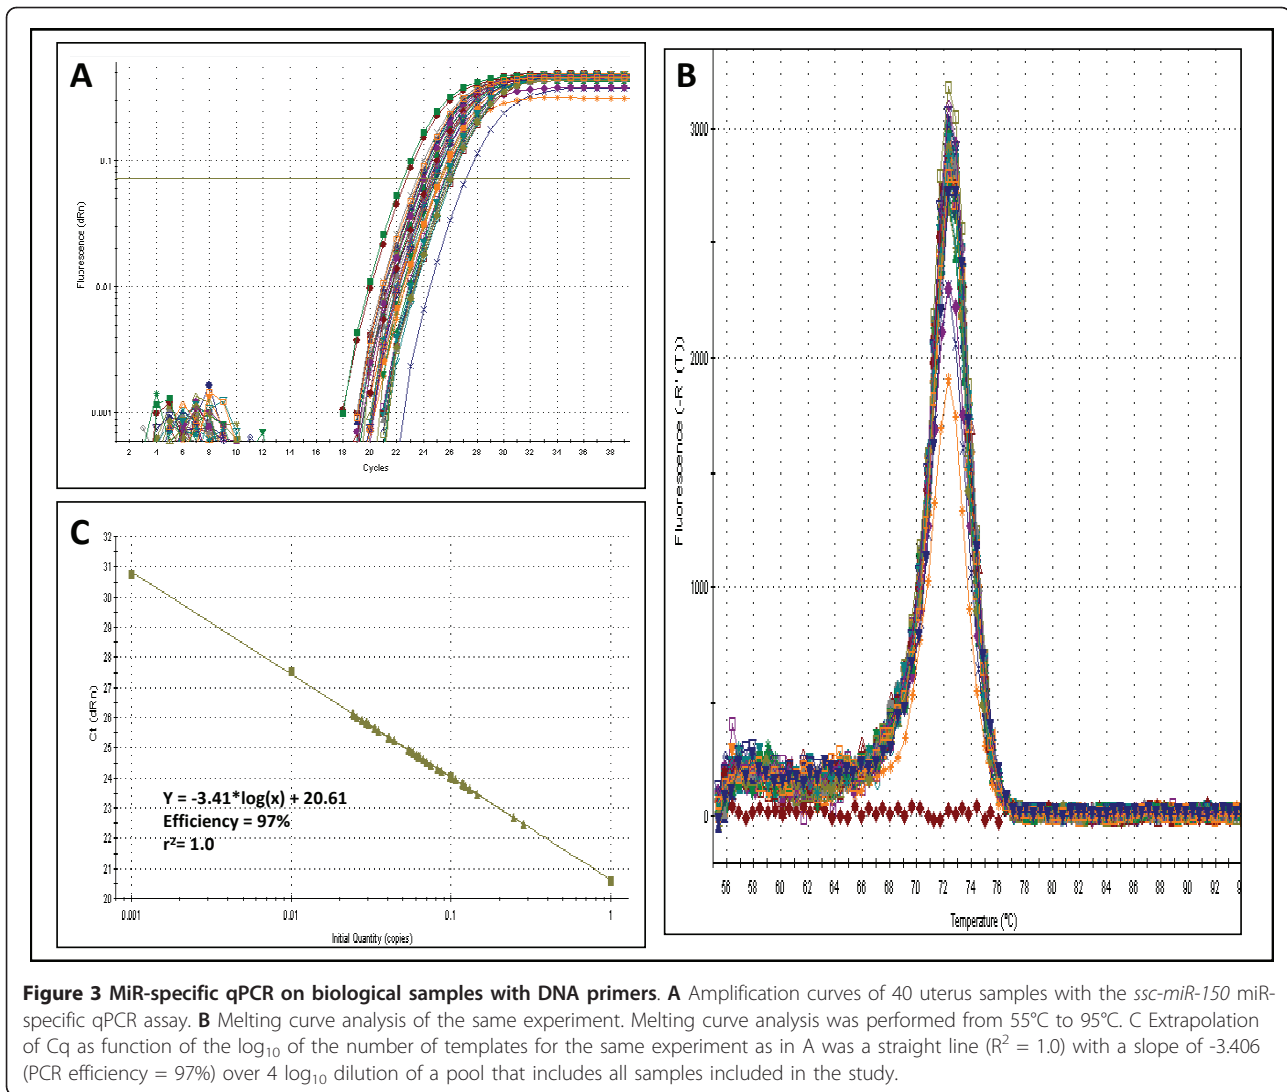 A
Fluorescence (dRn)
0.1
0.01
0.001
2 4 6 8 10 12 14 16 18 20 22 24 26 28 30 32 34 36 38
Cycles
B
Fluorescence (-R' (T))
3000
2000
1000
0
56 58 60 62 64 66 68 70 72 74 76 78 80 82 84 86 88 90 92 9
Temperature (°C)
C
Ct (dRn)
32
31
30
29
28
27
26
25
24
23
22
21
20
Y = -3.41*log(x) + 20.61
Efficiency = 97%
r²= 1.0
0.001 0.01 0.1 1
Initial Quantity (copies)
Figure 3 MiR-specific qPCR on biological samples with DNA primers. A Amplification curves of 40 uterus samples with the ssc-miR-150 miR-
specific qPCR assay. B Melting curve analysis of the same experiment. Melting curve analysis was performed from 55°C to 95°C. C Extrapolation
of Cq as function of the log₁₀ of the number of templates for the same experiment as in A was a straight line (R² = 1.0) with a slope of -3.406
(PCR efficiency = 97%) over 4 log₁₀ dilution of a pool that includes all samples included in the study.